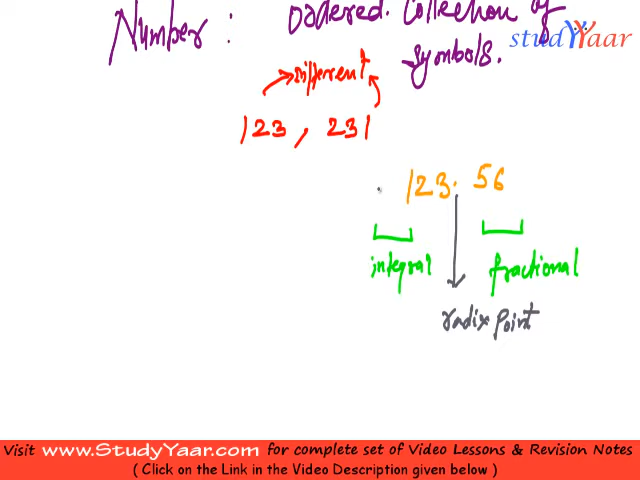 Number: Ordered Collection of
symbols.
studYYaar
different
123, 231
123.56
integral
fractional
radix point
Visit www.StudyYaar.com for complete set of Video Lessons & Revision Notes
( Click on the Link in the Video Description given below )